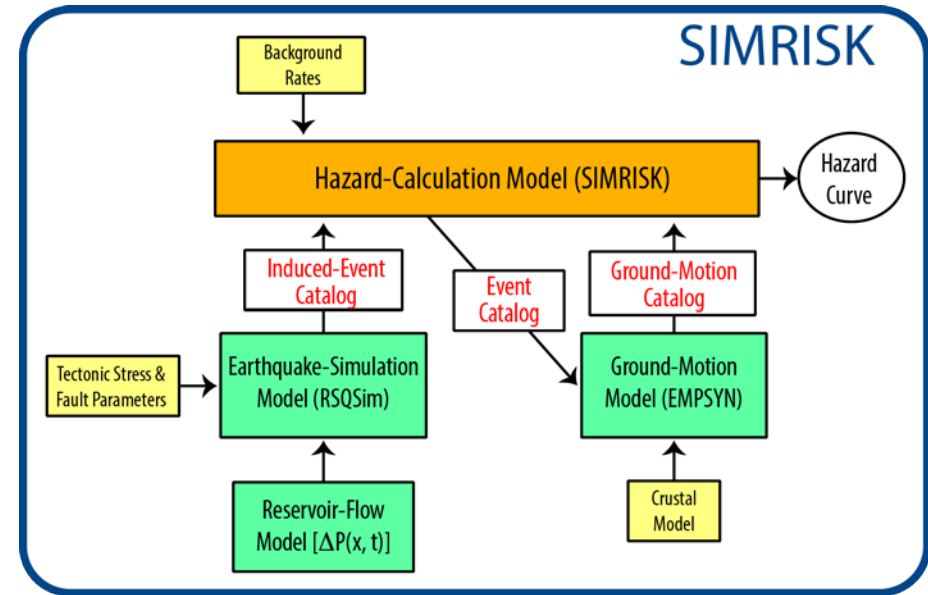 SIMRISK
Background
Rates
Hazard-Calculation Model (SIMRISK)
Hazard
Curve
Induced-Event
Catalog
Event
Catalog
Ground-Motion
Catalog
Tectonic Stress &
Fault Parameters
Earthquake-Simulation
Model (RSQSim)
Ground-Motion
Model (EMPSYN)
Reservoir-Flow
Model [ΔP(x, t)]
Crustal
Model